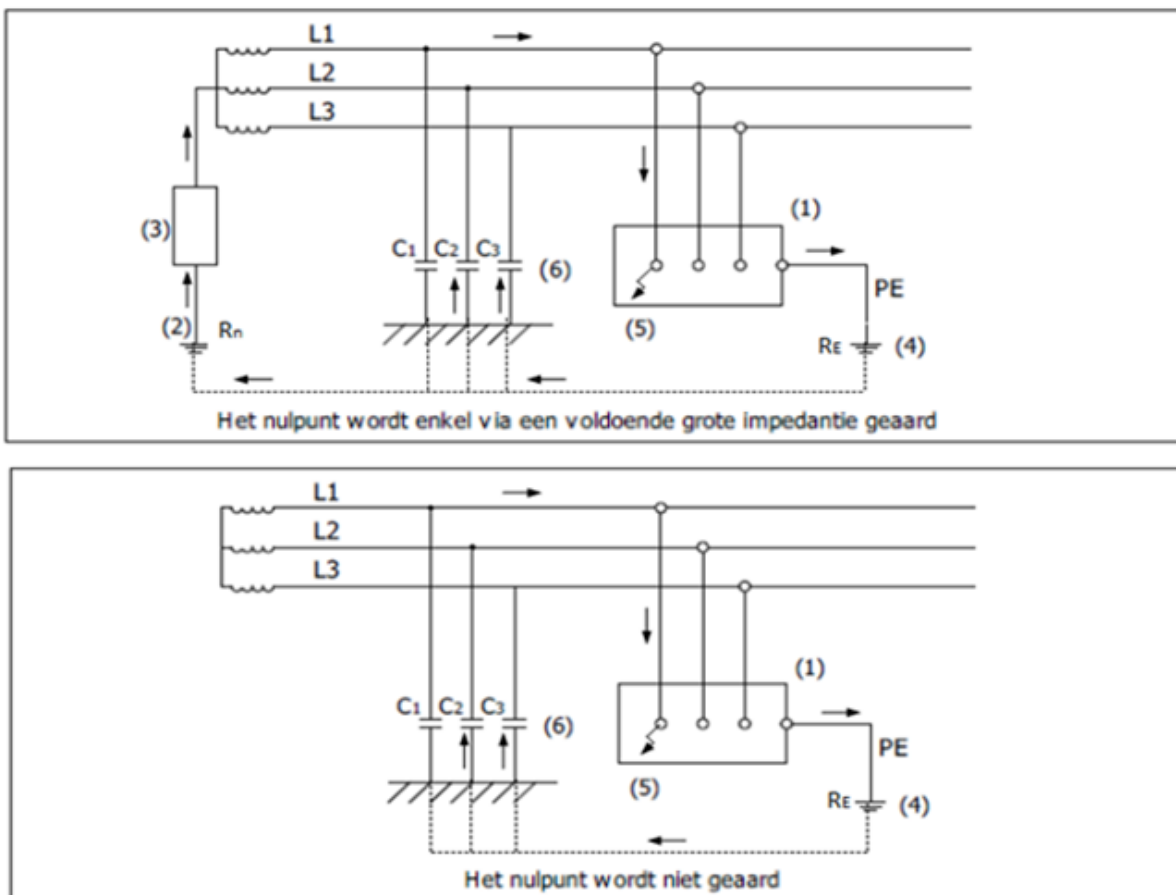 L1
L2
L3
(3)
C1 C2 C3 (6)
(1)
PE
(5)
(2) Rn
RE (4)
Het nulpunt wordt enkel via een voldoende grote impedantie geaard
L1
L2
L3
C1 C2 C3 (6)
(1)
PE
(5)
RE (4)
Het nulpunt wordt niet geaard